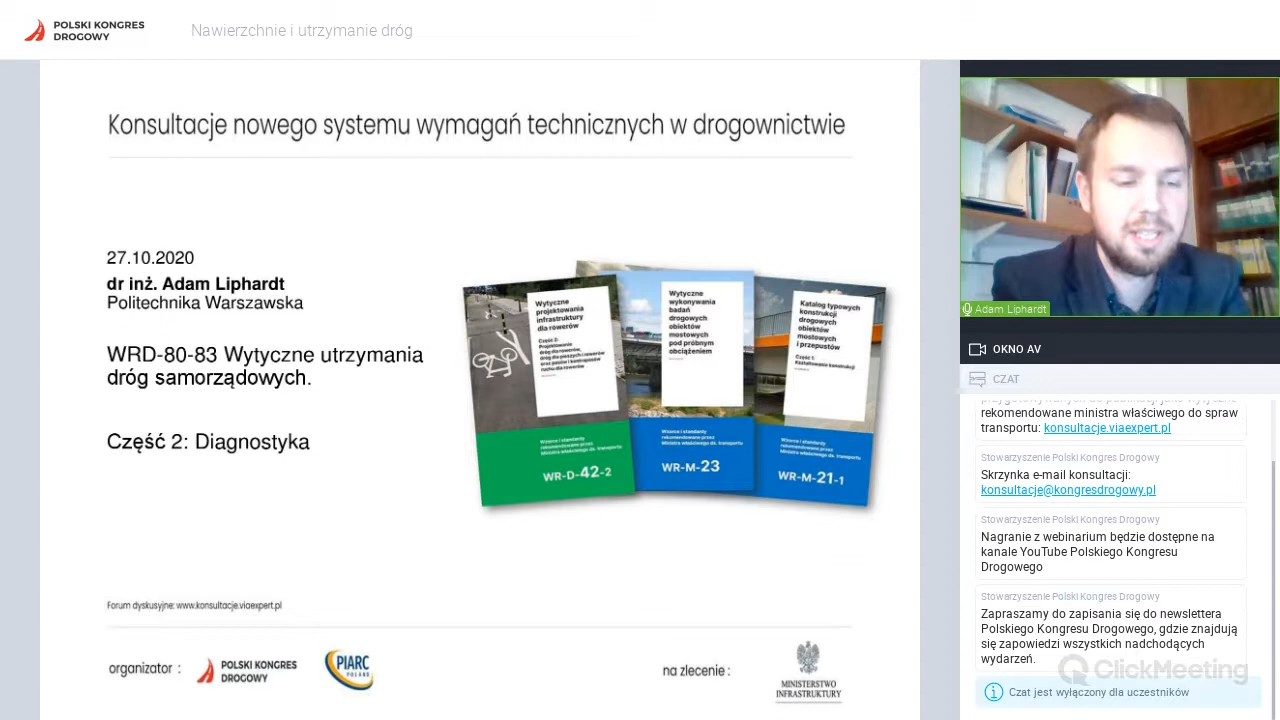 POLSKI KONGRES
DROGOWY
Nawierzchnie i utrzymanie dróg
Konsultacje nowego systemu wymagań technicznych w drogownictwie
27.10.2020
dr inż. Adam Liphardt
Politechnika Warszawska
WRD-80-83 Wytyczne utrzymania
dróg samorządowych.
Część 2: Diagnostyka
Wytyczne
projektowania
infrastruktury
dla rowerów
Część 2:
Projektowania
dróg dla rowerów,
dróg dla pieszych i rowerów
oraz pasów i kontrapasów
ruchu dla rowerów
Wzorce i standardy
rekomendowane przez
Ministra właściwego ds. transportu
WR-D-42-2
Wytyczne
wykonywania
badań
drogowych
obiektów
mostowych
pod próbnym
obciążeniem
Wzorce i standardy
rekomendowane przez
Ministra właściwego ds. transportu
WR-M-23
Katalog typowych
konstrukcji
drogowych
obiektów
mostowych
i przepustów
Część 1:
Kształtowanie konstrukcji
Wzorce i standardy
rekomendowane przez
Ministra właściwego ds. transportu
WR-M-21-1
Forum dyskusyjne: www.konsultacje.viaexpert.pl
organizator :
POLSKI KONGRES
DROGOWY
PIARC
POLAND
na zlecenie :
MINISTERSTWO
INFRASTRUKTURY
Adam Liphardt
OKNO AV
CZAT
rekomendowane ministra właściwego do spraw
transportu: konsultacje.viaexpert.pl
Stowarzyszenie Polski Kongres Drogowy
Skrzynka e-mail konsultacji:
konsultacje@kongresdrogowy.pl
Stowarzyszenie Polski Kongres Drogowy
Nagranie z webinarium będzie dostępne na
kanale YouTube Polskiego Kongresu
Drogowego
Stowarzyszenie Polski Kongres Drogowy
Zapraszamy do zapisania się do newslettera
Polskiego Kongresu Drogowego, gdzie znajdują
się zapowiedzi wszystkich nadchodzących
wydarzeń.
ClickMeeting
Czat jest wyłączony dla uczestników